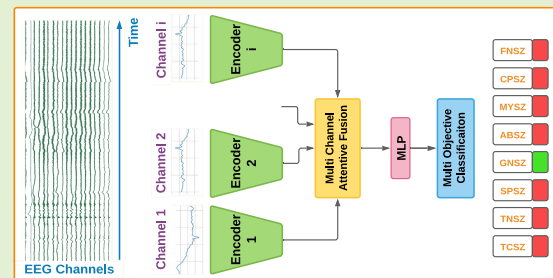 EEG Channels
Time
Channel i
Channel 2
Channel 1
Encoder
i
Encoder
2
Encoder
1
Multi Channel
Attentive Fusion
MLP
Multi Objective
Classificaiton
FNSZ
CPSZ
MYSZ
ABSZ
GNSZ
SPSZ
TNSZ
TCSZ